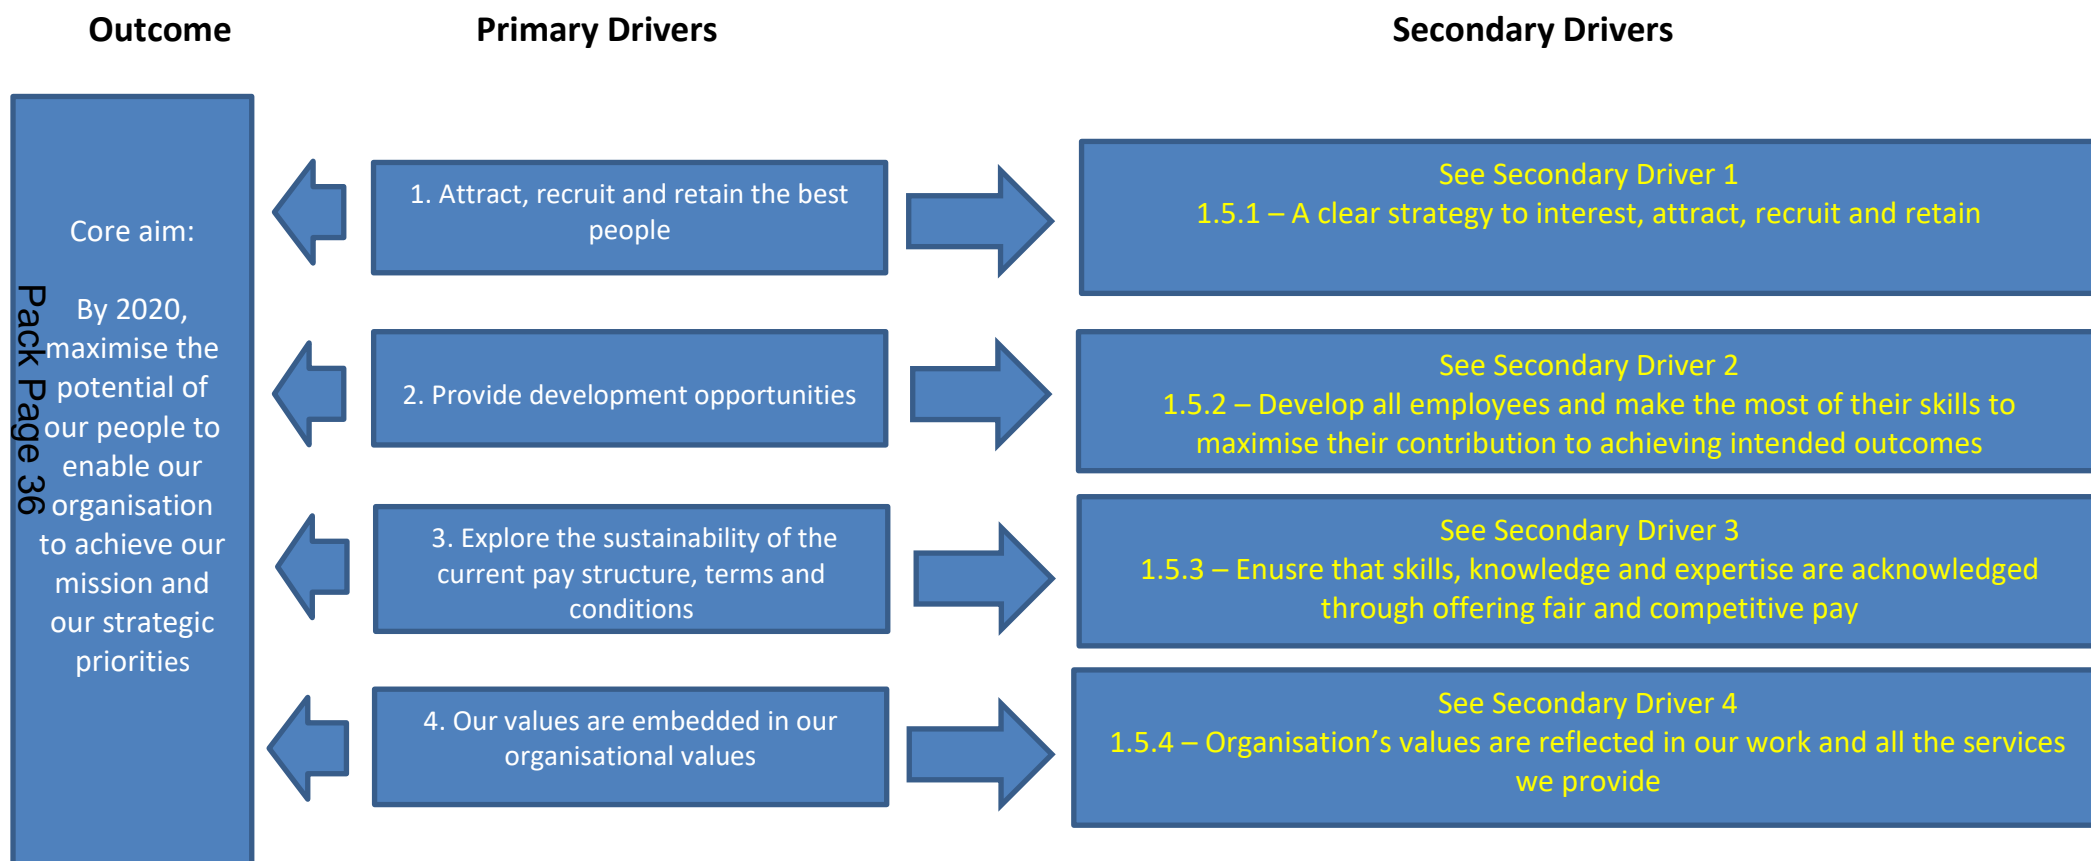 Outcome
Primary Drivers
Secondary Drivers
Core aim:
By 2020,
maximise the
potential of
our people to
enable our
organisation
to achieve our
mission and
our strategic
priorities
Pack Page 36
1. Attract, recruit and retain the best
people
See Secondary Driver 1
1.5.1 – A clear strategy to interest, attract, recruit and retain
2. Provide development opportunities
See Secondary Driver 2
1.5.2 – Develop all employees and make the most of their skills to
maximise their contribution to achieving intended outcomes
3. Explore the sustainability of the
current pay structure, terms and
conditions
See Secondary Driver 3
1.5.3 – Enusre that skills, knowledge and expertise are acknowledged
through offering fair and competitive pay
4. Our values are embedded in our
organisational values
See Secondary Driver 4
1.5.4 – Organisation’s values are reflected in our work and all the services
we provide